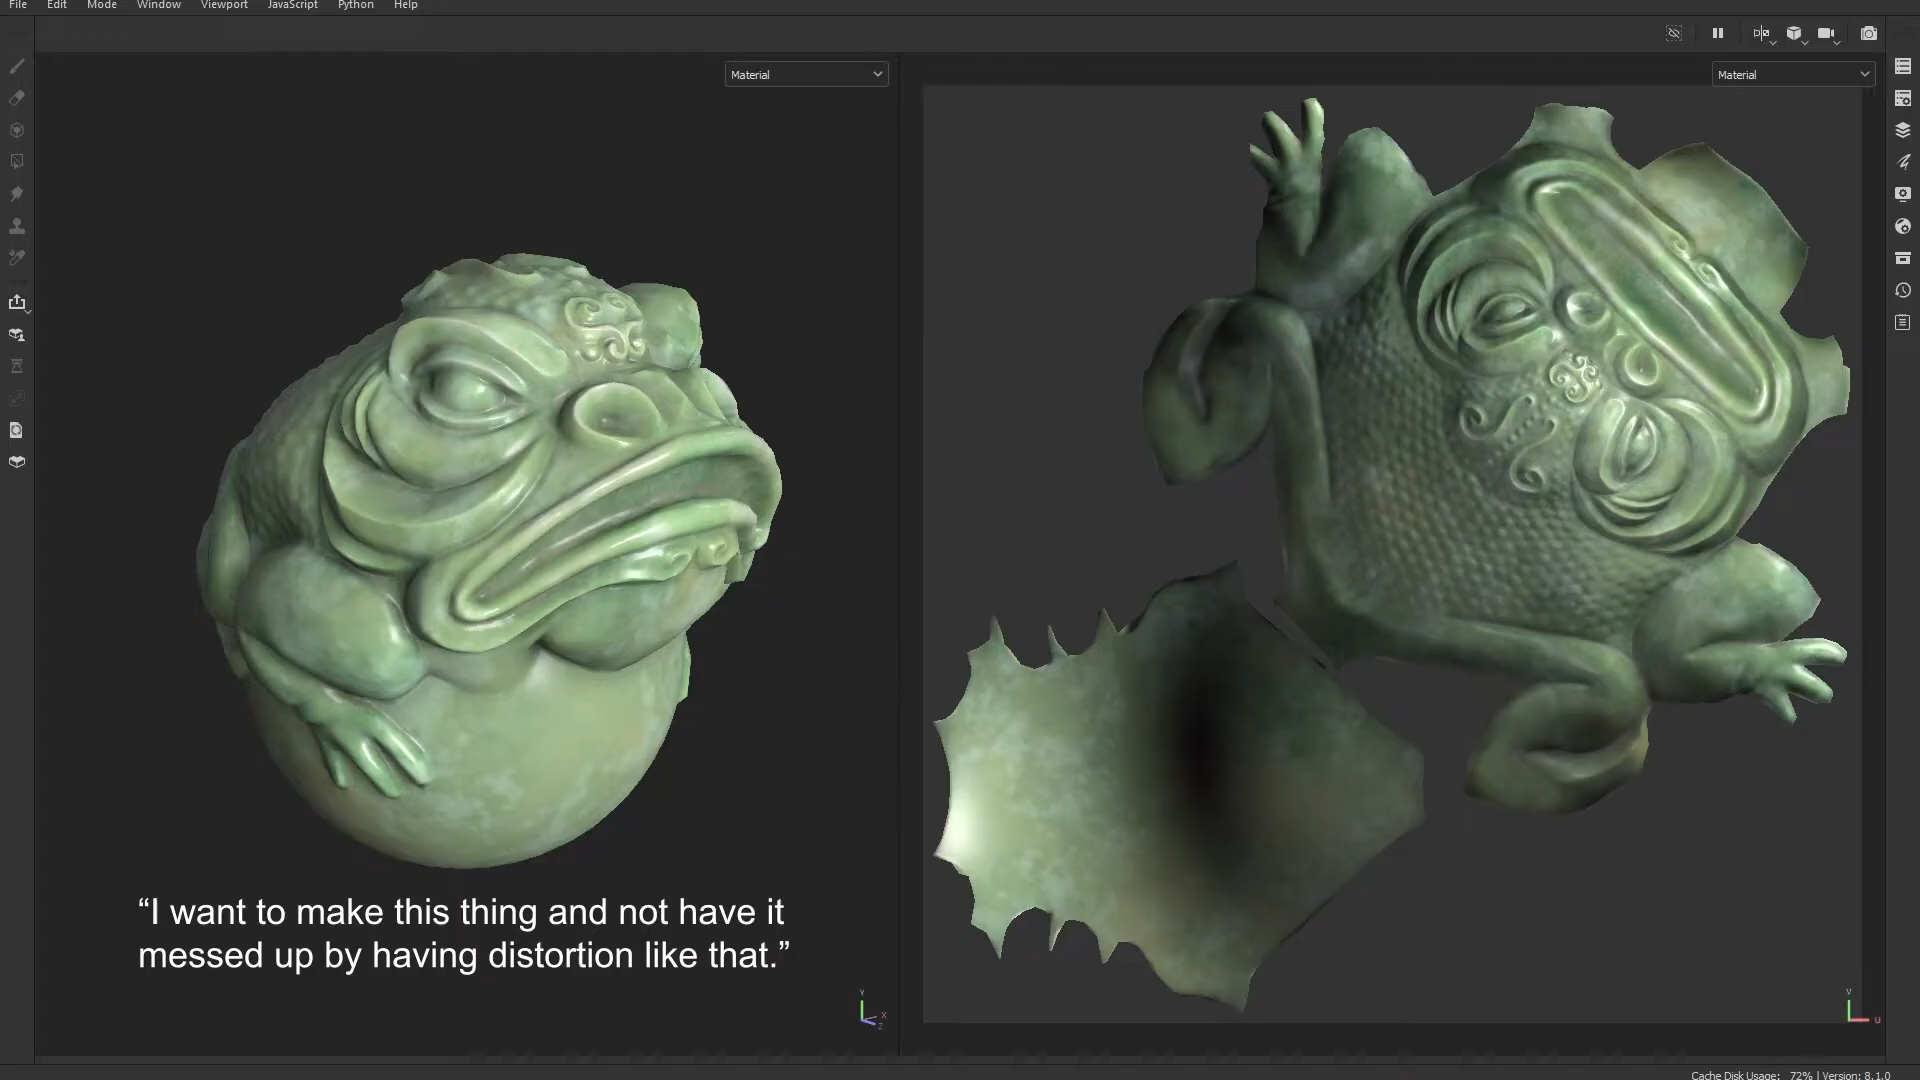 File Edit Mode Window Viewport JavaScript Python Help
Material
Material
“I want to make this thing and not have it
messed up by having distortion like that.”
Y
X
Z
V
U
Cache Disk Usage: 72% | Version: 8.1.0